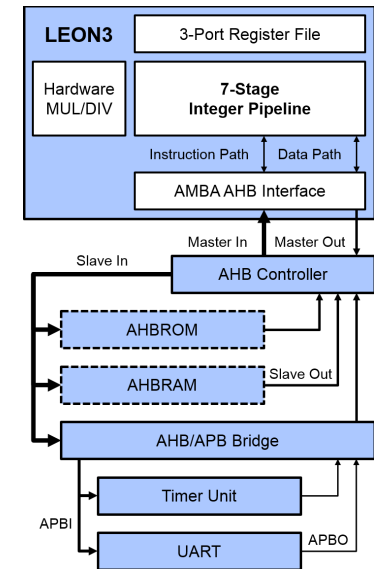 LEON3
3-Port Register File
Hardware
MUL/DIV
7-Stage
Integer Pipeline
Instruction Path
Data Path
AMBA AHB Interface
Master In
Master Out
Slave In
AHB Controller
AHBROM
AHBRAM
Slave Out
AHB/APB Bridge
Timer Unit
APBI
APBO
UART